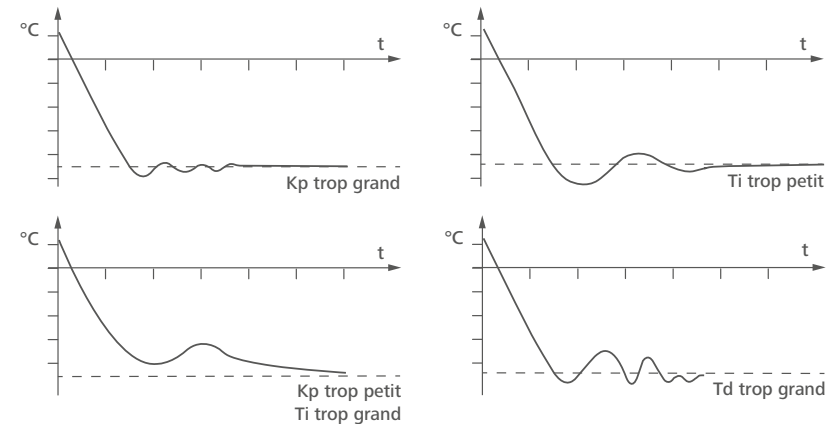 °C
t
Kp trop grand
°C
t
Ti trop petit
°C
t
Kp trop petit
Ti trop grand
°C
t
Td trop grand